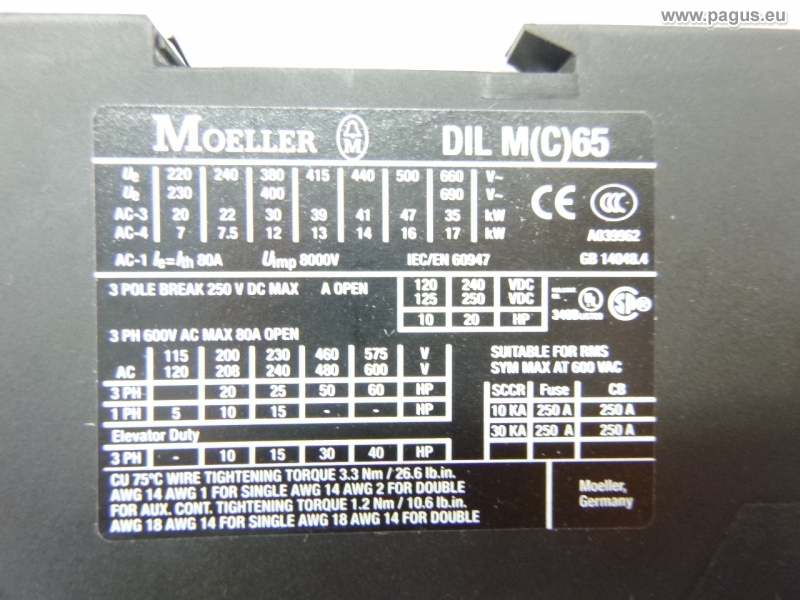 www.pagus.eu
MOELLER M DIL M(C)65
Ue 220 240 380 415 440 500 660 V~
Ue 230 400 690 V~
AC-3 20 22 30 39 41 47 35 kW
AC-4 7 7.5 12 13 14 16 17 kW
CE CCC
A039962
AC-1 Ie=Ith 80A Uimp 8000V IEC/EN 60947 GB 14048.4
3 POLE BREAK 250 V DC MAX A OPEN
120 240 VDC
125 250 VDC
10 20 HP
UL LISTED
SA
3 PH 600V AC MAX 80A OPEN
115 200 230 460 575 V
AC 120 208 240 480 600 V
3 PH 20 25 50 60 HP
1 PH 5 10 15 - - HP
Elevator Duty
3 PH - 10 15 30 40 HP
SUITABLE FOR RMS
SYM MAX AT 600 VAC
SCCR Fuse CB
10 KA 250 A 250 A
30 KA 250 A 250 A
CU 75°C WIRE TIGHTENING TORQUE 3.3 Nm / 26.6 lb.in.
AWG 14 AWG 1 FOR SINGLE AWG 14 AWG 2 FOR DOUBLE
FOR AUX. CONT. TIGHTENING TORQUE 1.2 Nm / 10.6 lb.in.
AWG 18 AWG 14 FOR SINGLE AWG 18 AWG 14 FOR DOUBLE
Moeller,
Germany